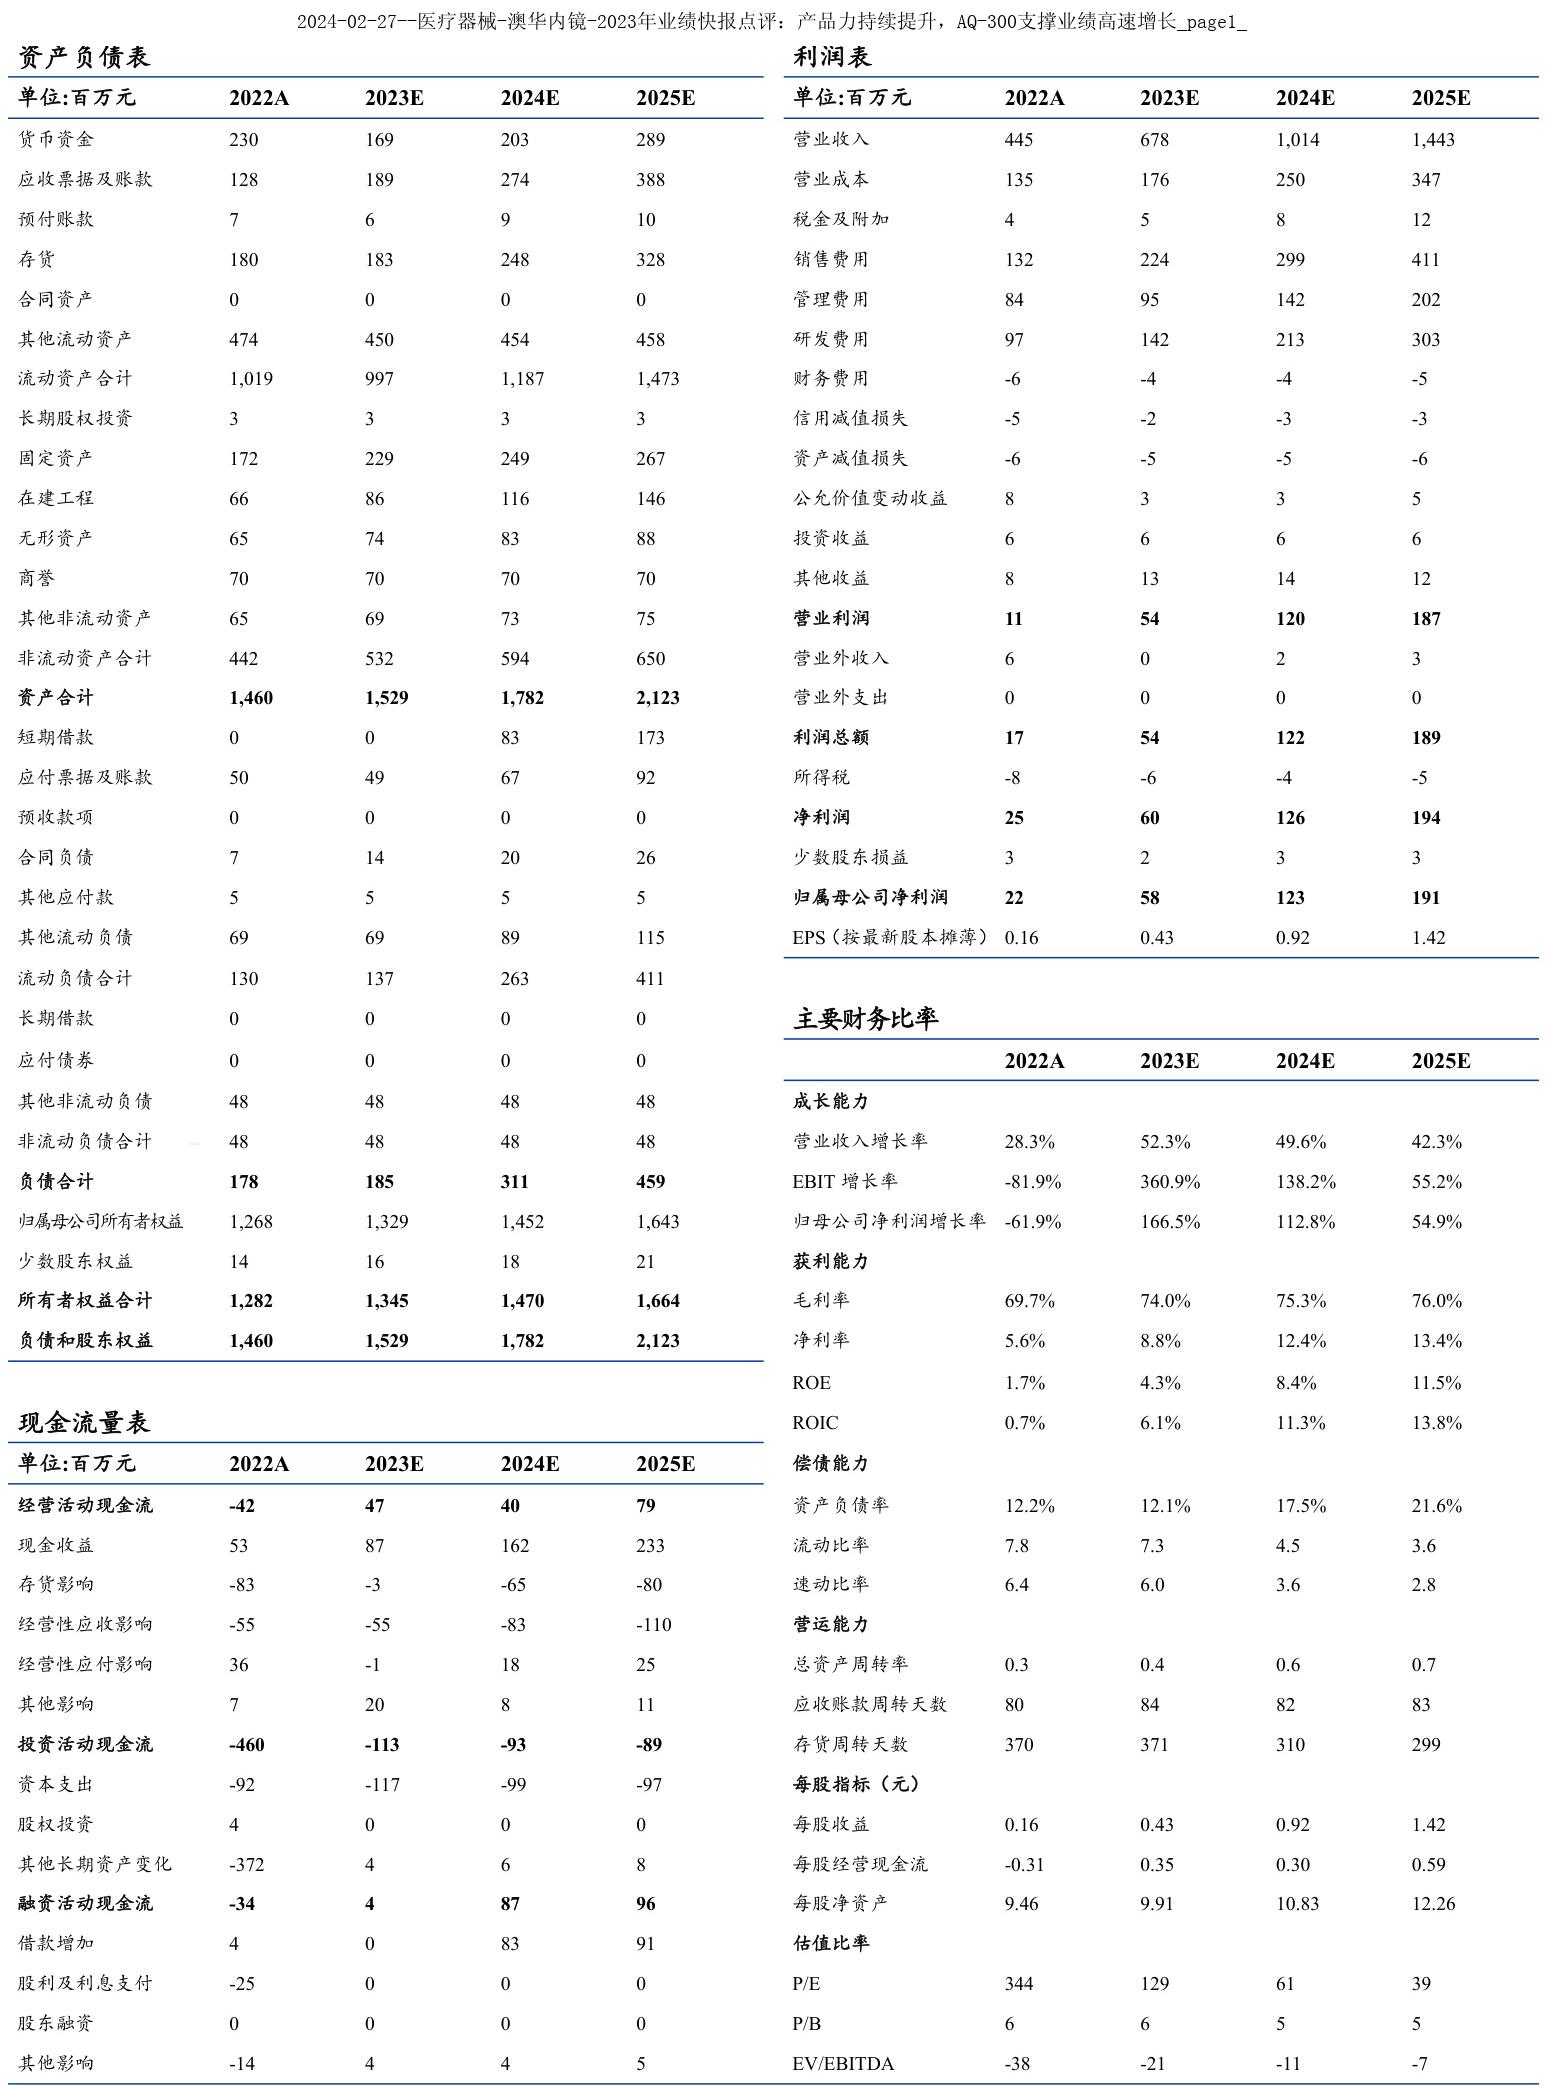 2024-02-27--医疗器械-澳华内镜-2023年业绩快报点评：产品力持续提升，AQ-300支撑业绩高速增长_page1_
资产负债表
单位:百万元 2022A 2023E 2024E 2025E
货币资金 230 169 203 289
应收票据及账款 128 189 274 388
预付账款 7 6 9 10
存货 180 183 248 328
合同资产 0 0 0 0
其他流动资产 474 450 454 458
流动资产合计 1,019 997 1,187 1,473
长期股权投资 3 3 3 3
固定资产 172 229 249 267
在建工程 66 86 116 146
无形资产 65 74 83 88
商誉 70 70 70 70
其他非流动资产 65 69 73 75
非流动资产合计 442 532 594 650
资产合计 1,460 1,529 1,782 2,123
短期借款 0 0 83 173
应付票据及账款 50 49 67 92
预收款项 0 0 0 0
合同负债 7 14 20 26
其他应付款 5 5 5 5
其他流动负债 69 69 89 115
流动负债合计 130 137 263 411
长期借款 0 0 0 0
应付债券 0 0 0 0
其他非流动负债 48 48 48 48
非流动负债合计 48 48 48 48
负债合计 178 185 311 459
归属母公司所有者权益 1,268 1,329 1,452 1,643
少数股东权益 14 16 18 21
所有者权益合计 1,282 1,345 1,470 1,664
负债和股东权益 1,460 1,529 1,782 2,123
现金流量表
单位:百万元 2022A 2023E 2024E 2025E
经营活动现金流 -42 47 40 79
现金收益 53 87 162 233
存货影响 -83 -3 -65 -80
经营性应收影响 -55 -55 -83 -110
经营性应付影响 36 -1 18 25
其他影响 7 20 8 11
投资活动现金流 -460 -113 -93 -89
资本支出 -92 -117 -99 -97
股权投资 4 0 0 0
其他长期资产变化 -372 4 6 8
融资活动现金流 -34 4 87 96
借款增加 4 0 83 91
股利及利息支付 -25 0 0 0
股东融资 0 0 0 0
其他影响 -14 4 4 5
利润表
单位:百万元 2022A 2023E 2024E 2025E
营业收入 445 678 1,014 1,443
营业成本 135 176 250 347
税金及附加 4 5 8 12
销售费用 132 224 299 411
管理费用 84 95 142 202
研发费用 97 142 213 303
财务费用 -6 -4 -4 -5
信用减值损失 -5 -2 -3 -3
资产减值损失 -6 -5 -5 -6
公允价值变动收益 8 3 3 5
投资收益 6 6 6 6
其他收益 8 13 14 12
营业利润 11 54 120 187
营业外收入 6 0 2 3
营业外支出 0 0 0 0
利润总额 17 54 122 189
所得税 -8 -6 -4 -5
净利润 25 60 126 194
少数股东损益 3 2 3 3
归属母公司净利润 22 58 123 191
EPS（按最新股本摊薄） 0.16 0.43 0.92 1.42
主要财务比率
2022A 2023E 2024E 2025E
成长能力
营业收入增长率 28.3% 52.3% 49.6% 42.3%
EBIT 增长率 -81.9% 360.9% 138.2% 55.2%
归母公司净利润增长率 -61.9% 166.5% 112.8% 54.9%
获利能力
毛利率 69.7% 74.0% 75.3% 76.0%
净利率 5.6% 8.8% 12.4% 13.4%
ROE 1.7% 4.3% 8.4% 11.5%
ROIC 0.7% 6.1% 11.3% 13.8%
偿债能力
资产负债率 12.2% 12.1% 17.5% 21.6%
流动比率 7.8 7.3 4.5 3.6
速动比率 6.4 6.0 3.6 2.8
营运能力
总资产周转率 0.3 0.4 0.6 0.7
应收账款周转天数 80 84 82 83
存货周转天数 370 371 310 299
每股指标（元）
每股收益 0.16 0.43 0.92 1.42
每股经营现金流 -0.31 0.35 0.30 0.59
每股净资产 9.46 9.91 10.83 12.26
估值比率
P/E 344 129 61 39
P/B 6 6 5 5
EV/EBITDA -38 -21 -11 -7